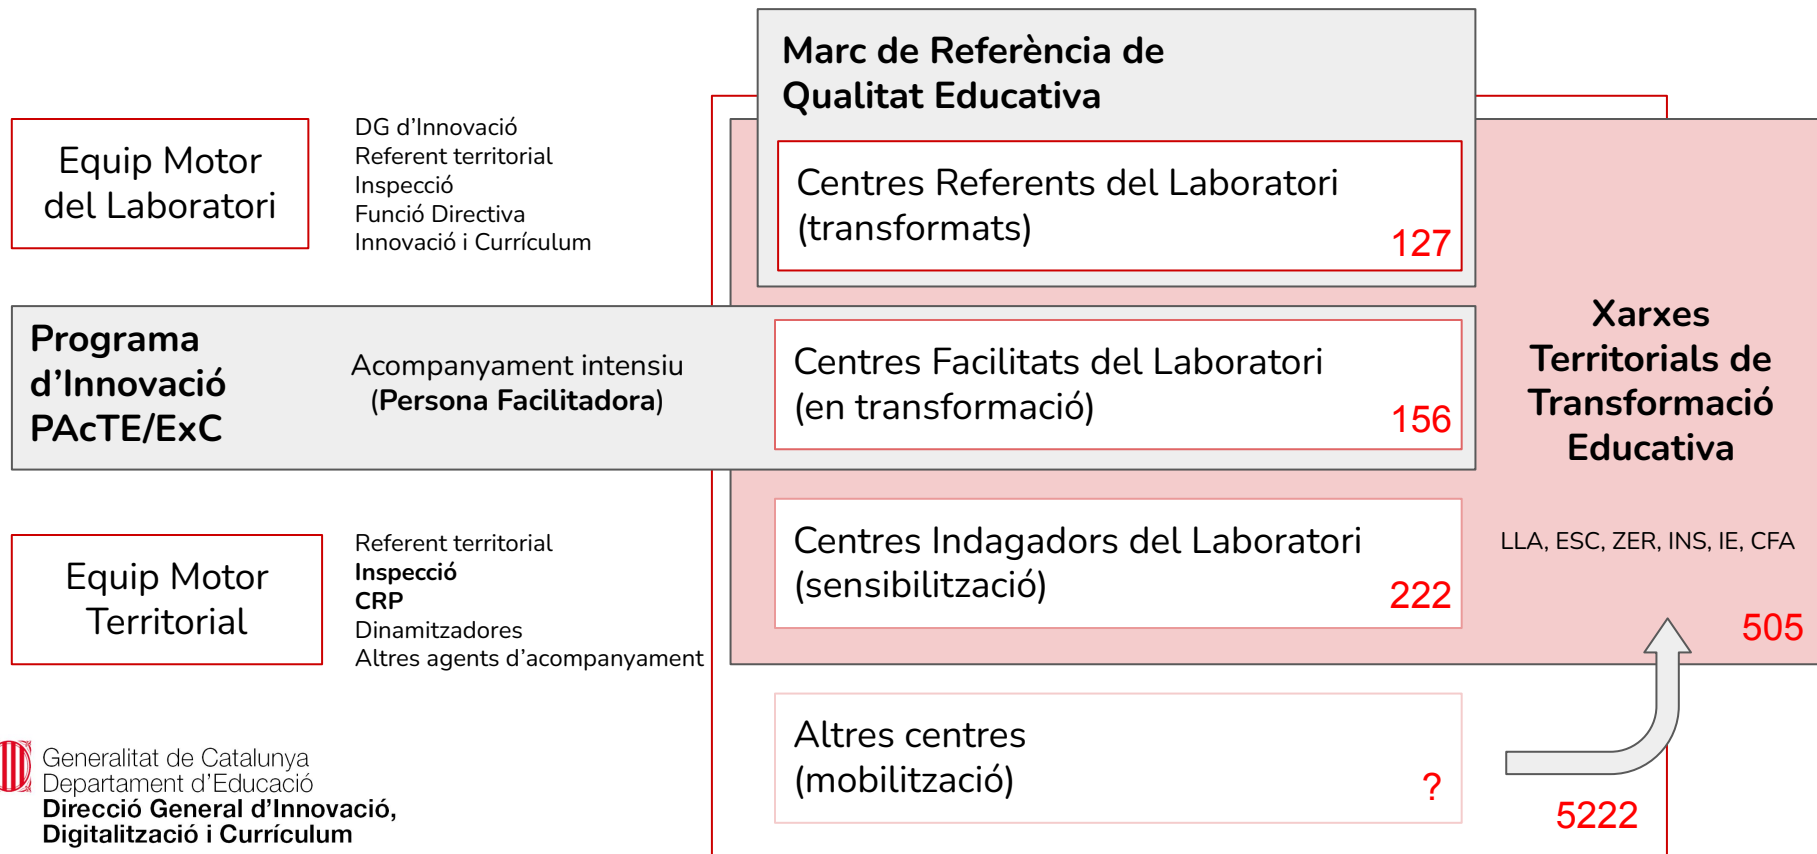 Marc de Referència de
Qualitat Educativa
Equip Motor
del Laboratori
DG d'Innovació
Referent territorial
Inspecció
Funció Directiva
Innovació i Currículum
Centres Referents del Laboratori
(transformats)
127
Programa
d'Innovació
PAcTE/ExC
Acompanyament intensiu
(Persona Facilitadora)
Centres Facilitats del Laboratori
(en transformació)
156
Xarxes
Territorials de
Transformació
Educativa
Equip Motor
Territorial
Referent territorial
Inspecció
CRP
Dinamitzadores
Altres agents d'acompanyament
Centres Indagadors del Laboratori
(sensibilització)
222
LLA, ESC, ZER, INS, IE, CFA
505
Altres centres
(mobilització)
?
5222
Generalitat de Catalunya
Departament d'Educació
Direcció General d'Innovació,
Digitalització i Currículum